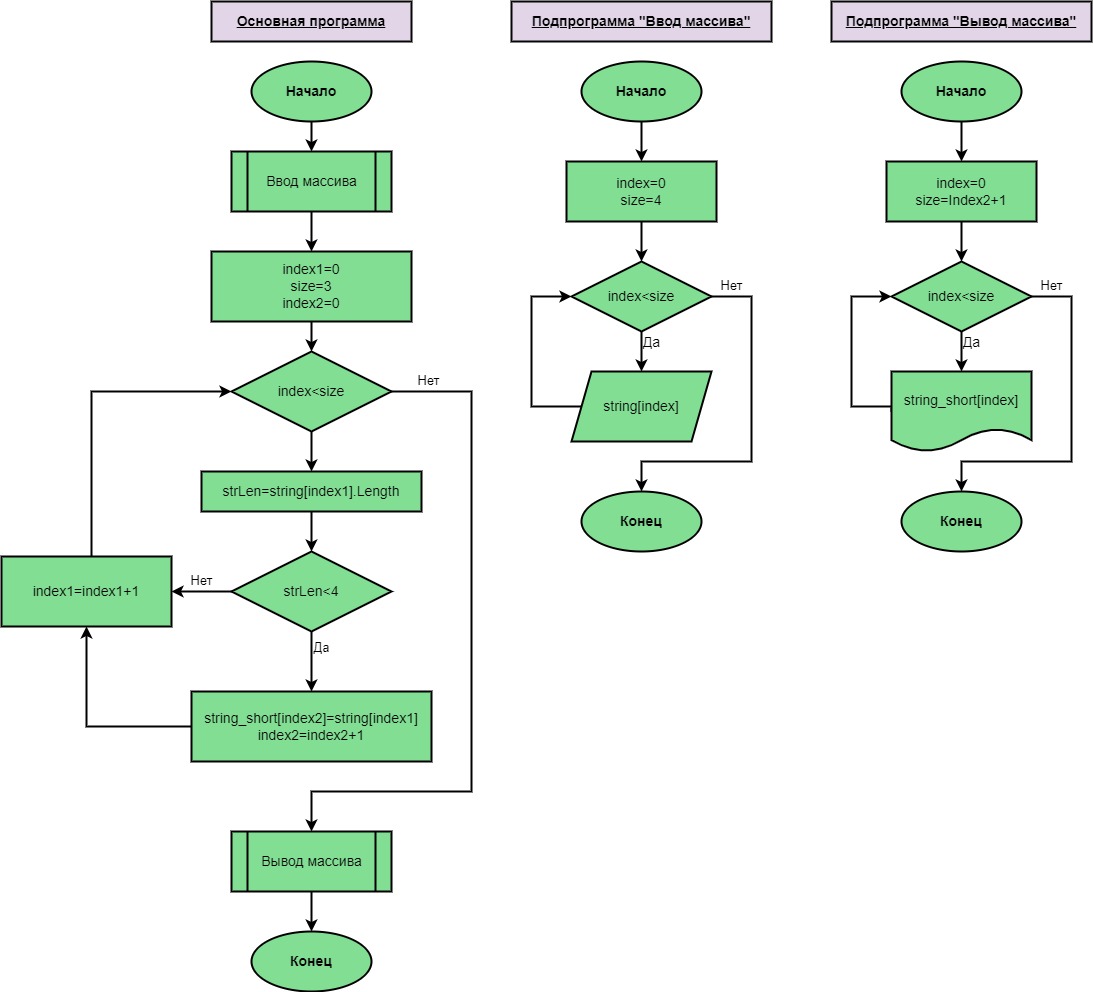 Основная программа
Начало
Ввод массива
index1=0
size=3
index2=0
index<size
Нет
strLen=string[index1].Length
strLen<4
Нет
index1=index1+1
Да
string_short[index2]=string[index1]
index2=index2+1
Вывод массива
Конец
Подпрограмма "Ввод массива"
Начало
index=0
size=4
index<size
Нет
Да
string[index]
Конец
Подпрограмма "Вывод массива"
Начало
index=0
size=Index2+1
index<size
Нет
Да
string_short[index]
Конец